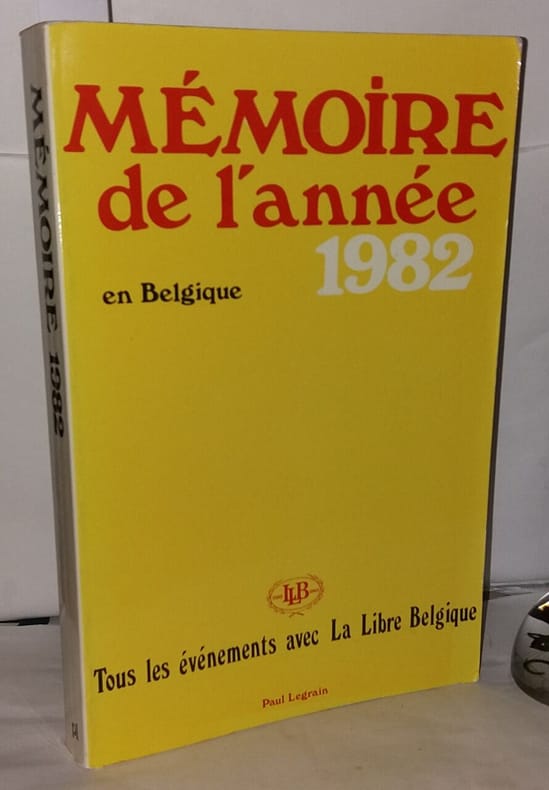 MÉMOIRE
de l'année
1982
en Belgique
LLB
Tous les événements avec La Libre Belgique
Paul Legrain
MÉMOIRE 1982